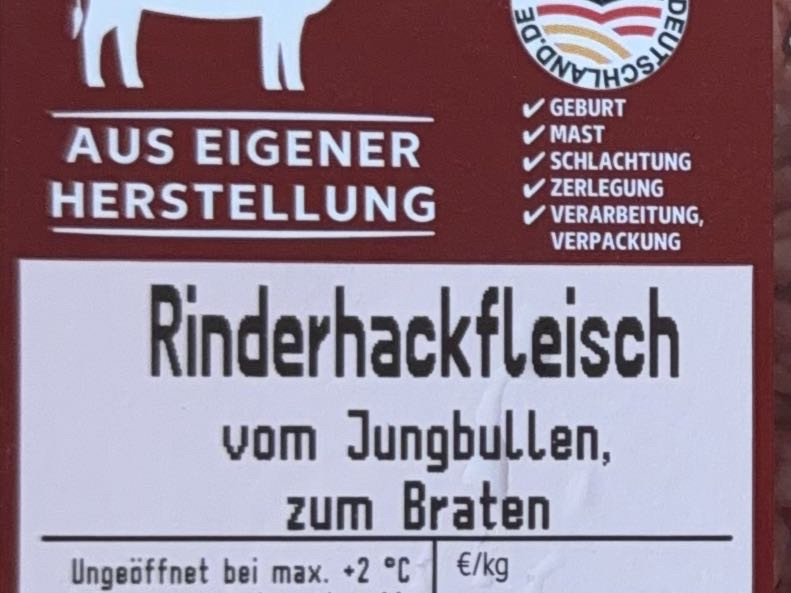 DEUTSCHLAND.DE
✓ GEBURT
✓ MAST
✓ SCHLACHTUNG
✓ ZERLEGUNG
✓ VERARBEITUNG,
VERPACKUNG
AUS EIGENER
HERSTELLUNG
Rinderhackfleisch
vom Jungbullen,
zum Braten
Ungeöffnet bei max. +2 °C
€/kg